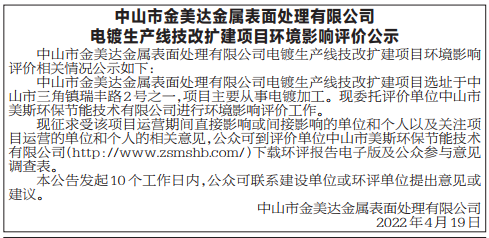 中山市金美达金属表面处理有限公司
电镀生产线技改扩建项目环境影响评价公示
中山市金美达金属表面处理有限公司电镀生产线技改扩建项目环境影响
评价相关情况公示如下：
中山市金美达金属表面处理有限公司电镀生产线技改扩建项目选址于中
山市三角镇瑞丰路2号之一，项目主要从事电镀加工。现委托评价单位中山市
美斯环保节能技术有限公司进行环境影响评价工作。
现征求受该项目运营期间直接影响或间接影响的单位和个人以及关注项
目运营的单位和个人的相关意见，公众可到评价单位中山市美斯环保节能技术
有限公司(http://www.zsmshb.com/)下载环评报告电子版及公众参与意见
调查表。
本公告发起10个工作日内，公众可联系建设单位或环评单位提出意见或
建议。
中山市金美达金属表面处理有限公司
2022年4月19日